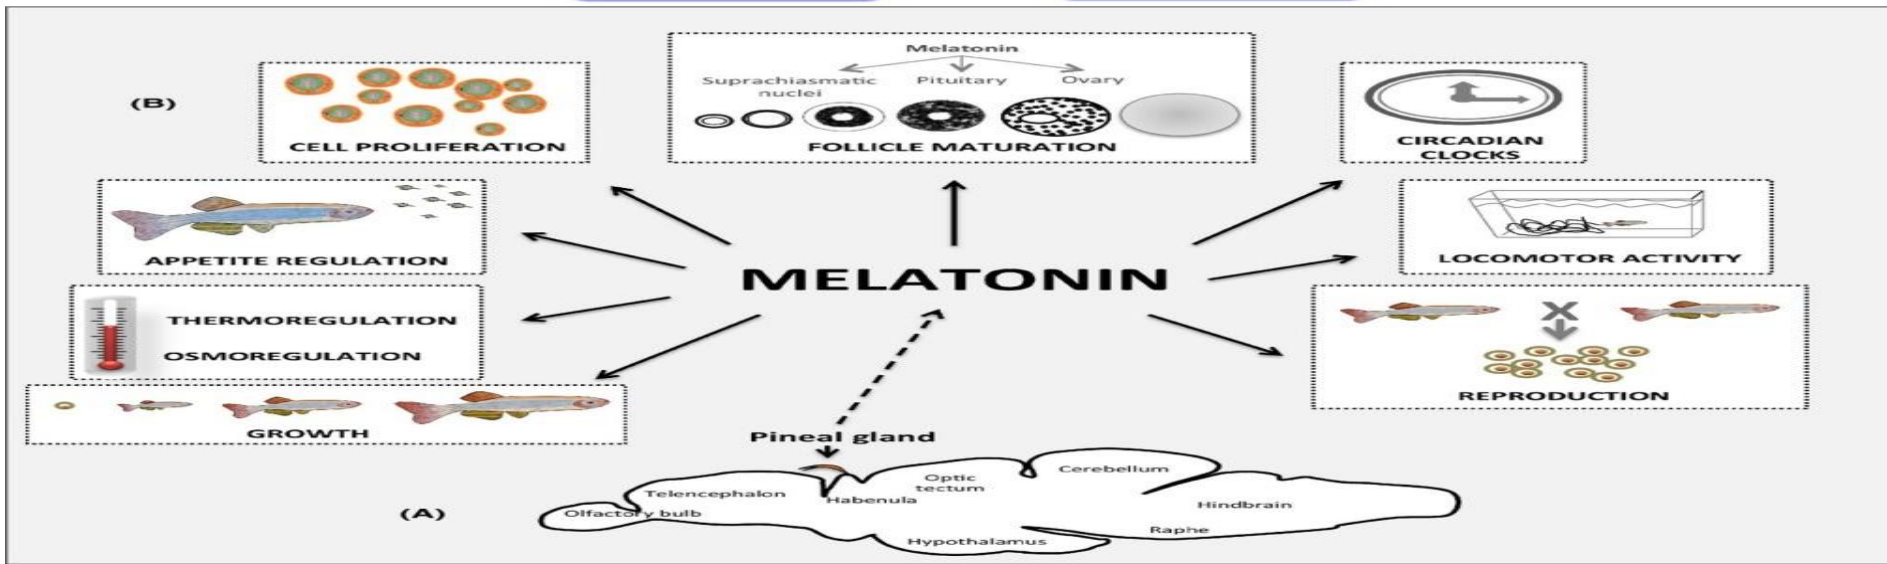 Melatonin
Suprachiasmatic
nuclei
Pituitary
Ovary
(B)
CELL PROLIFERATION
FOLLICLE MATURATION
CIRCADIAN
CLOCKS
APPETITE REGULATION
LOCOMOTOR ACTIVITY
MELATONIN
THERMOREGULATION
OSMOREGULATION
X
REPRODUCTION
GROWTH
Pineal gland
(A)
Telencephalon
Habenula
Optic
tectum
Cerebellum
Olfactory bulb
Hindbrain
Raphe
Hypothalamus